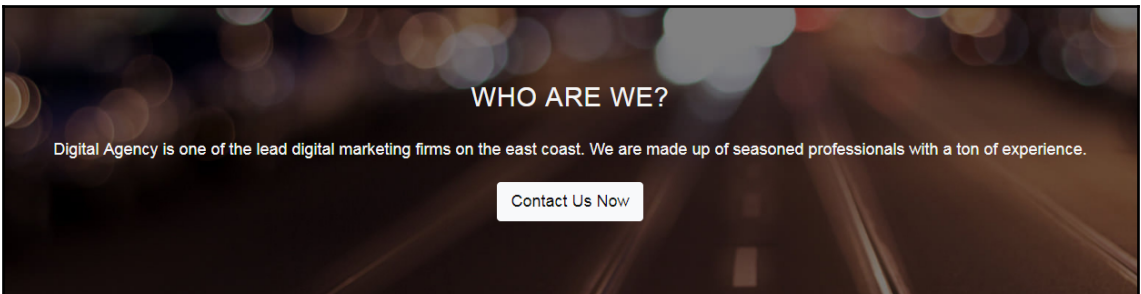 WHO ARE WE?
Digital Agency is one of the lead digital marketing firms on the east coast. We are made up of seasoned professionals with a ton of experience.
Contact Us Now